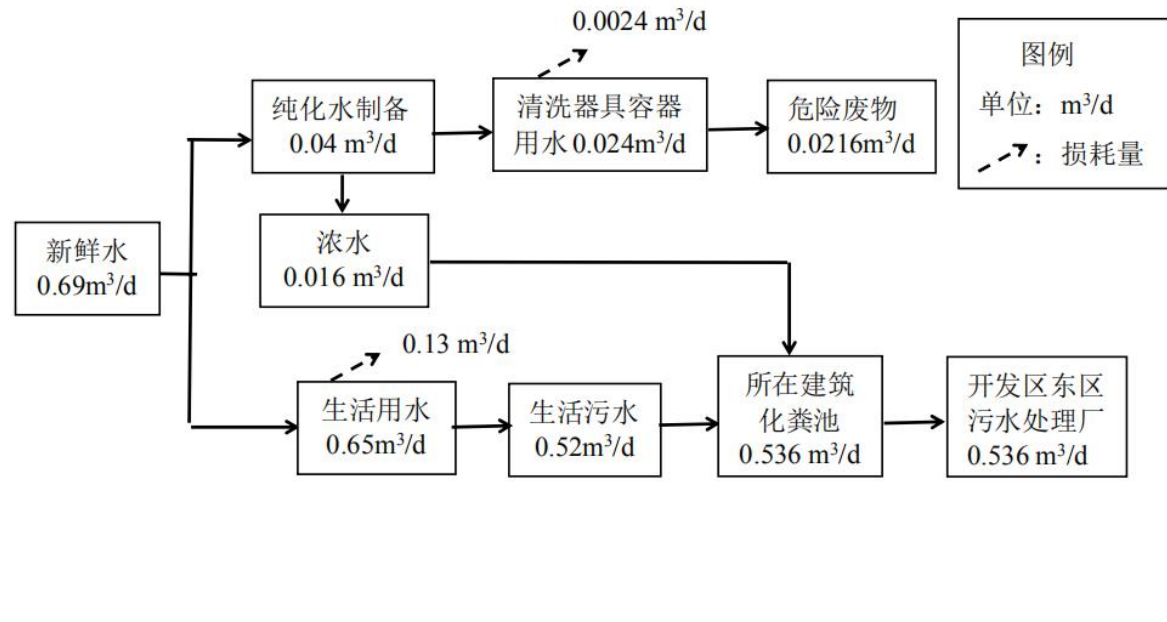 0.0024 m³/d
图例
单位：m³/d
：损耗量
纯化水制备
0.04 m³/d
清洗器具容器
用水 0.024m³/d
危险废物
0.0216m³/d
新鲜水
0.69m³/d
浓水
0.016 m³/d
0.13 m³/d
生活用水
0.65m³/d
生活污水
0.52m³/d
所在建筑
化粪池
0.536 m³/d
开发区东区
污水处理厂
0.536 m³/d